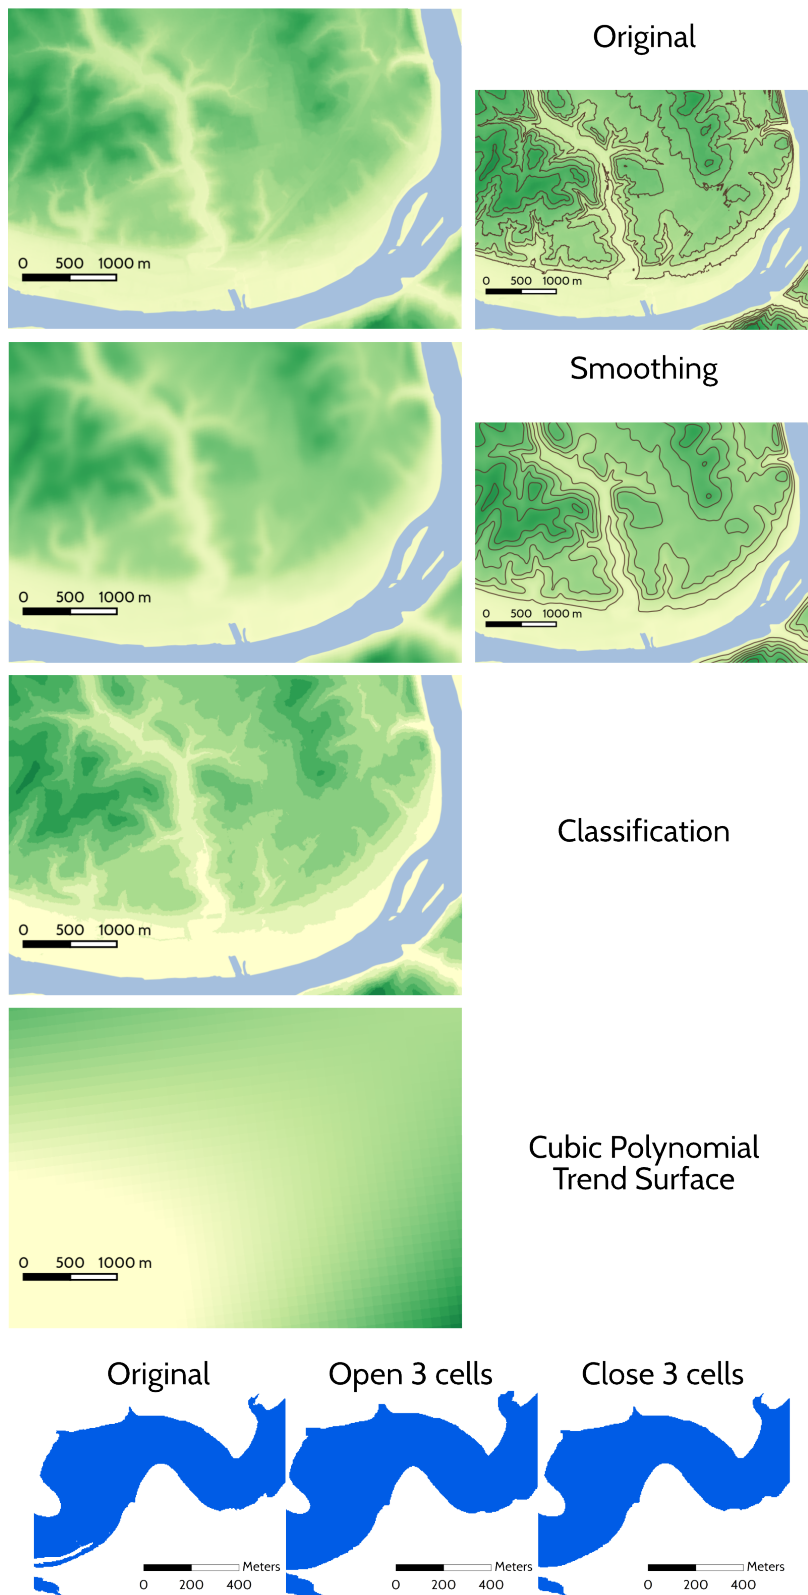 Original
0 500 1000 m
0 500 1000 m
Smoothing
0 500 1000 m
0 500 1000 m
Classification
0 500 1000 m
Cubic Polynomial
Trend Surface
0 500 1000 m
Original
Open 3 cells
Close 3 cells
Meters
0 200 400
Meters
0 200 400
Meters
0 200 400